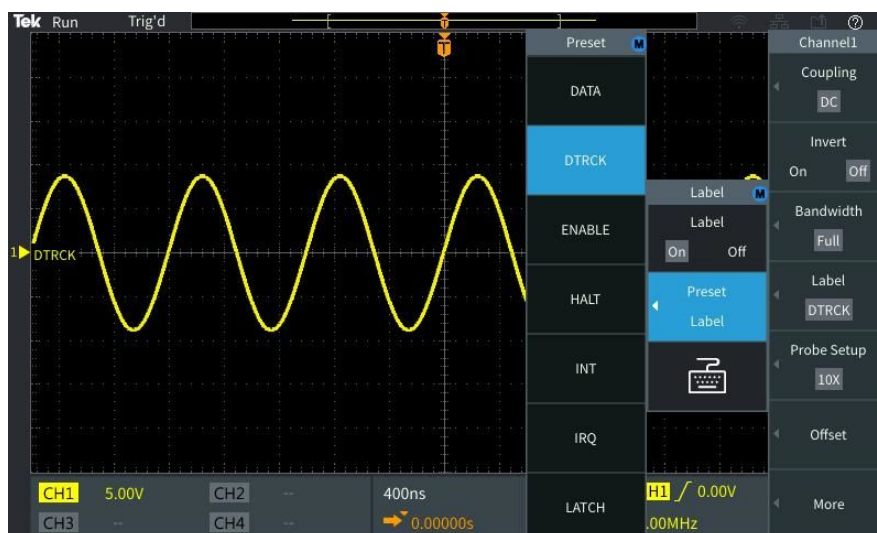 Tek Run Trig'd
T
T
Preset M
DATA
DTRCK
ENABLE
HALT
INT
IRQ
LATCH
Label M
Label
On Off
Preset
Label
Channel1
Coupling
DC
Invert
On Off
Bandwidth
Full
Label
DTRCK
Probe Setup
10X
Offset
More
1 DTRCK
CH1 5.00V CH2 --
CH3 -- CH4 --
400ns
0.00000s
H1 0.00V
.00MHz